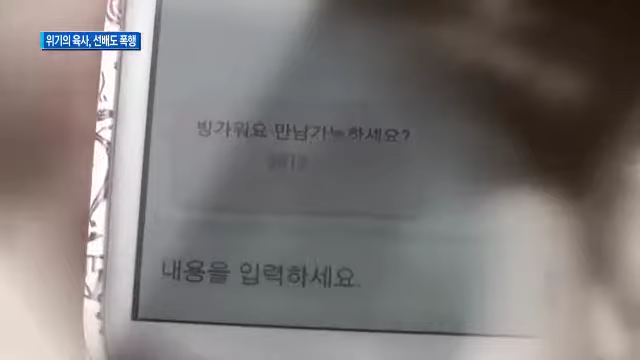 위기의 육사, 선배도 폭행
방가워요 만남가능하세요?
내용을 입력하세요.